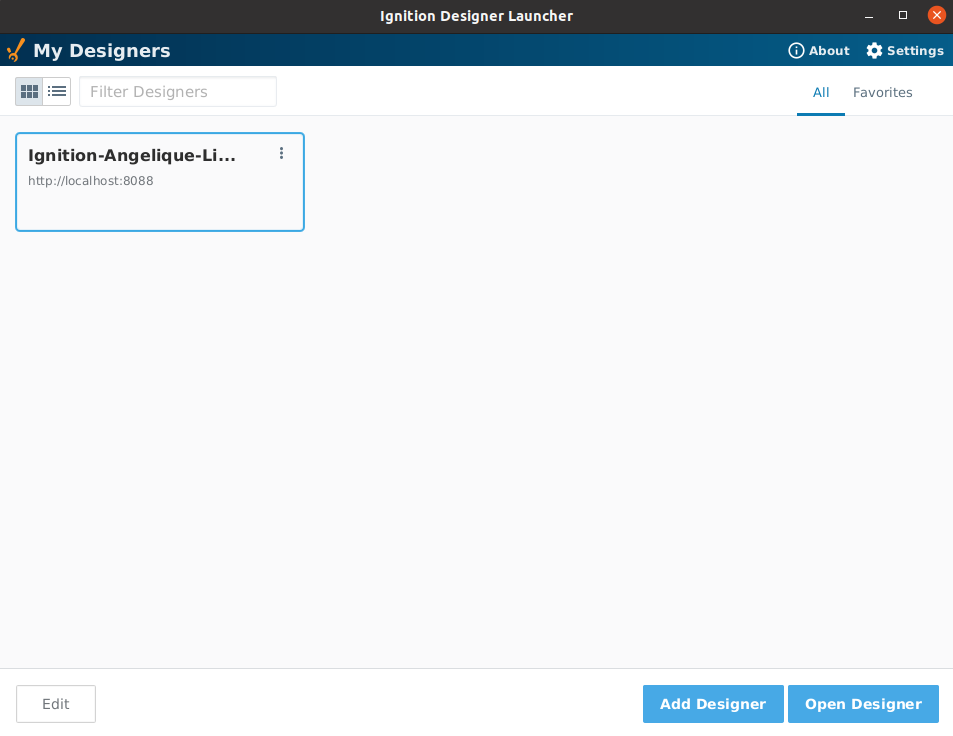 Ignition Designer Launcher
My Designers
About
Settings
Filter Designers
All
Favorites
Ignition-Angelique-Li...
http://localhost:8088
Edit
Add Designer
Open Designer